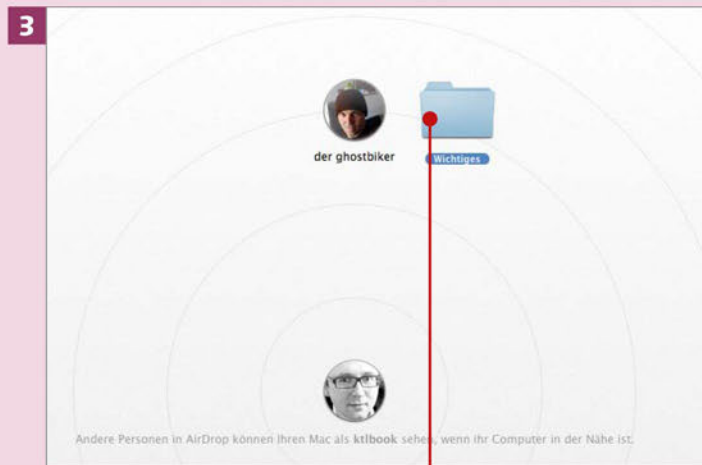 3
der ghostbiker
Wichtiges
Andere Personen in AirDrop können Ihren Mac als ktlbook sehen, wenn ihr Computer in der Nähe ist.